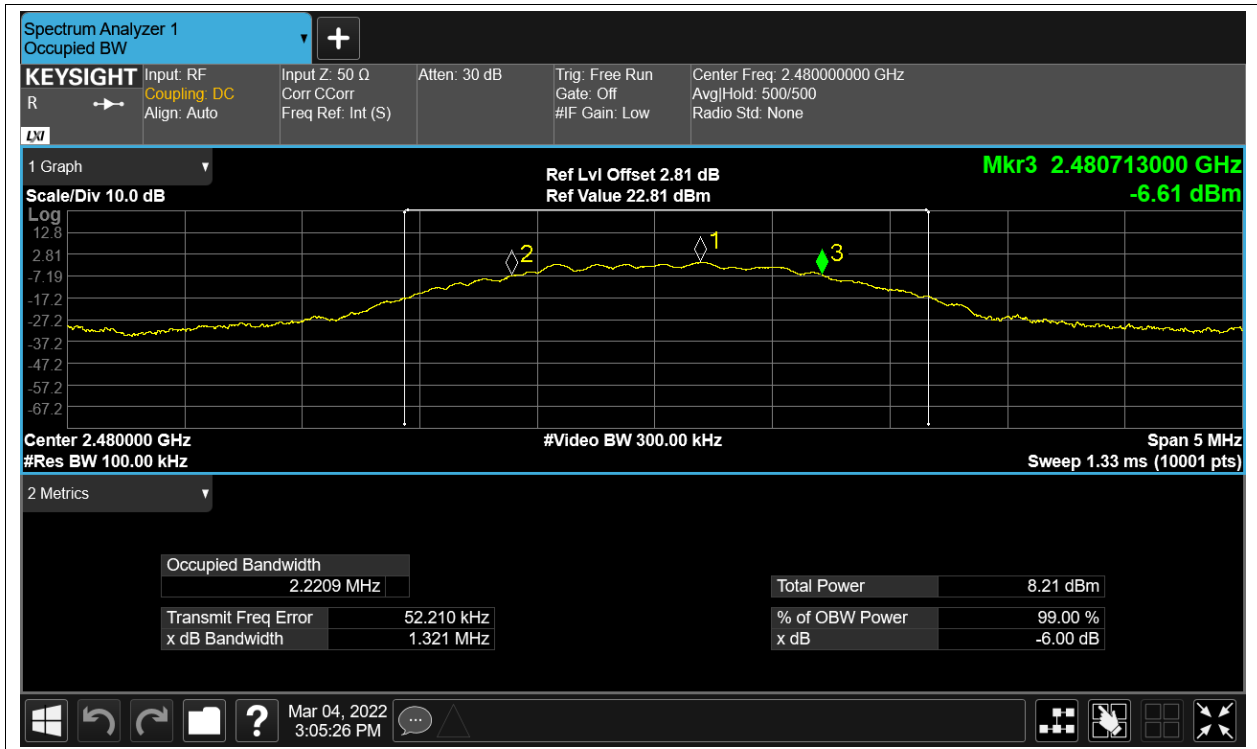 Spectrum Analyzer 1
Occupied BW
KEYSIGHT
R
LXI
Input: RF
Coupling: DC
Align: Auto
Input Z: 50 Ω
Corr CCorr
Freq Ref: Int (S)
Atten: 30 dB
Trig: Free Run
Gate: Off
#IF Gain: Low
Center Freq: 2.480000000 GHz
Avg|Hold: 500/500
Radio Std: None
1 Graph
Scale/Div 10.0 dB
Ref Lvl Offset 2.81 dB
Ref Value 22.81 dBm
Mkr3 2.480713000 GHz
-6.61 dBm
Log
12.8
2.81
-7.19
-17.2
-27.2
-37.2
-47.2
-57.2
-67.2
2
1
3
Center 2.480000 GHz
#Res BW 100.00 kHz
#Video BW 300.00 kHz
Span 5 MHz
Sweep 1.33 ms (10001 pts)
2 Metrics
Occupied Bandwidth
2.2209 MHz
Transmit Freq Error 52.210 kHz
x dB Bandwidth 1.321 MHz
Total Power 8.21 dBm
% of OBW Power 99.00 %
x dB -6.00 dB
?
Mar 04, 2022
3:05:26 PM